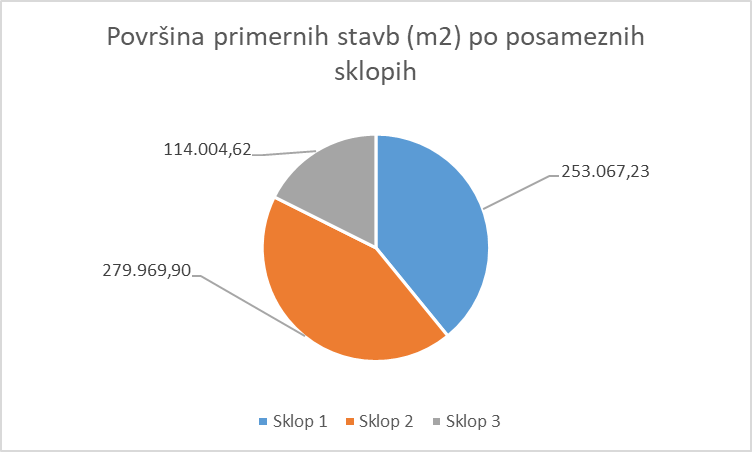 Površina primernih stavb (m2) po posameznih
sklopih
114.004,62
253.067,23
279.969,90
Sklop 1
Sklop 2
Sklop 3